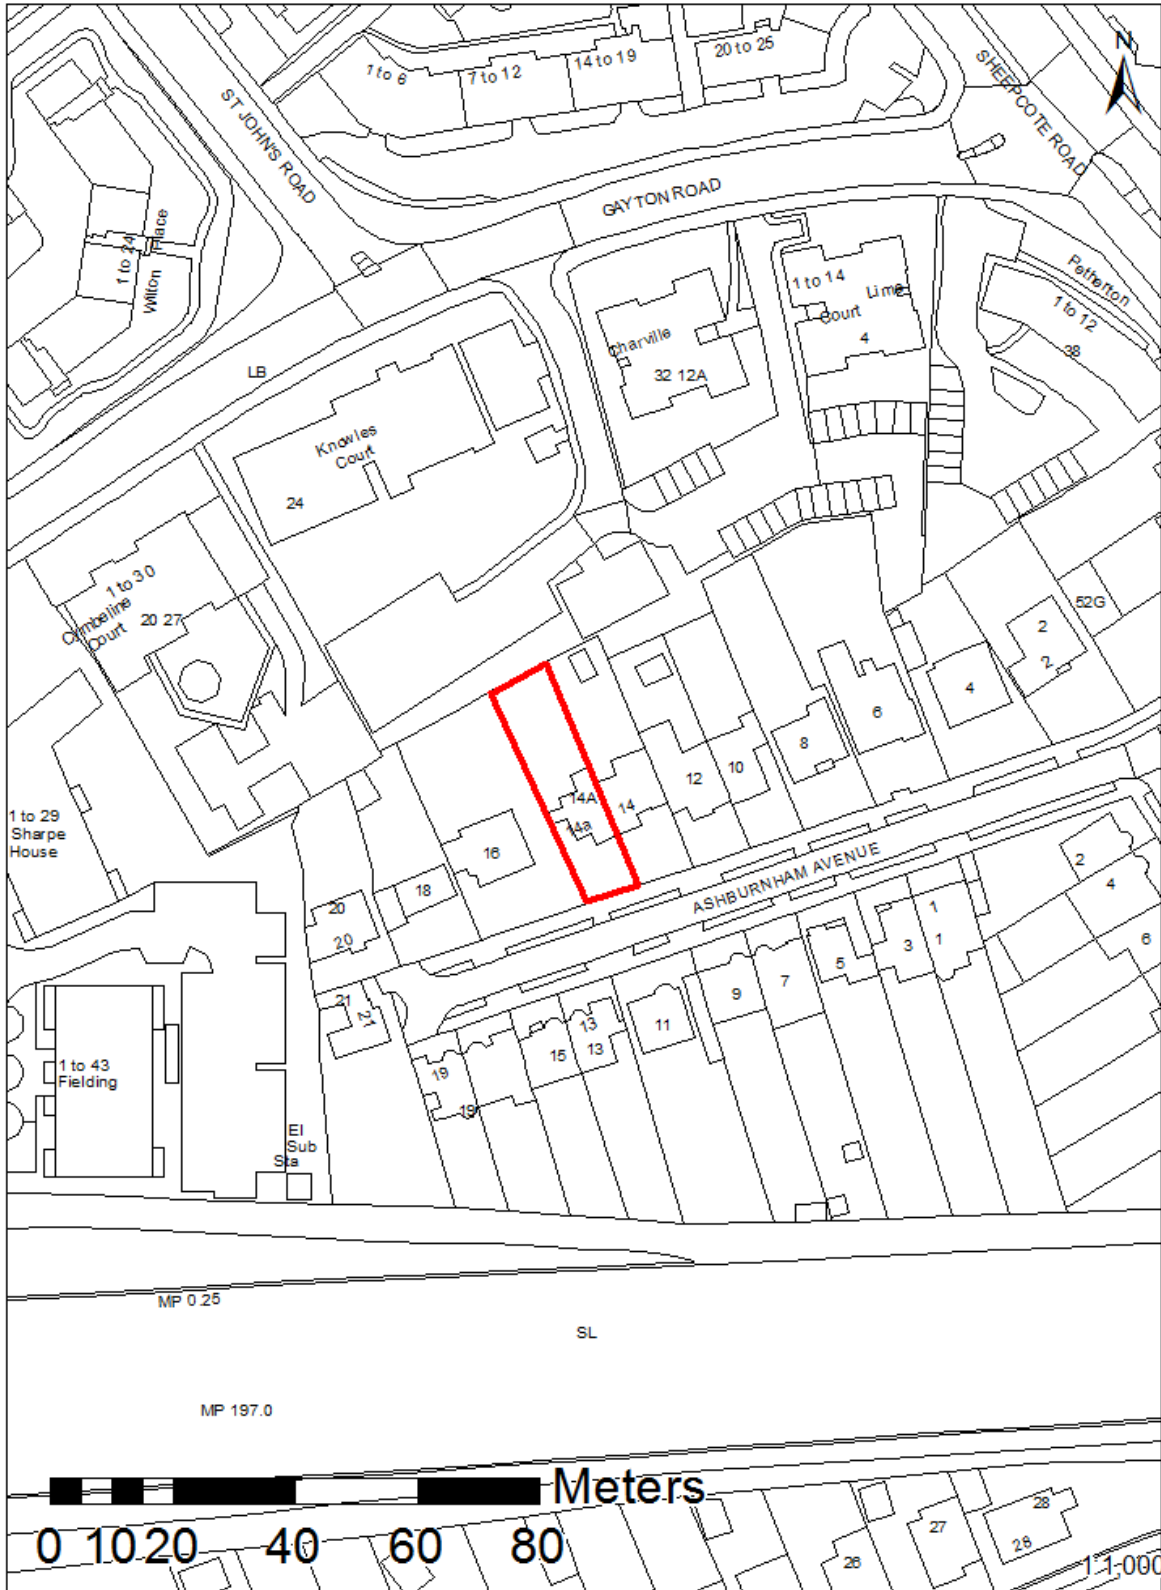 N
1 to 6
7 to 12
14 to 19
20 to 25
SHEEPCOTE ROAD
ST JOHN'S ROAD
GAYTON ROAD
1 to 24
Wilton Place
Petherton
1 to 12
38
1 to 14
Lime
Court
4
Charville
32 12A
LB
Knowles
Court
24
1 to 30
Cymbeline
Court
20 27
52G
2
2
4
6
8
10
12
14
14A
14a
16
18
20
20
ASHBURNHAM AVENUE
1 to 29
Sharpe
House
2
4
6
1
1
3
5
7
9
11
13
13
15
19
19
21
21
1 to 43
Fielding
El
Sub
Sta
MP 0.25
SL
MP 197.0
Meters
0 10 20 40 60 80
28
28
27
26
1:1,000